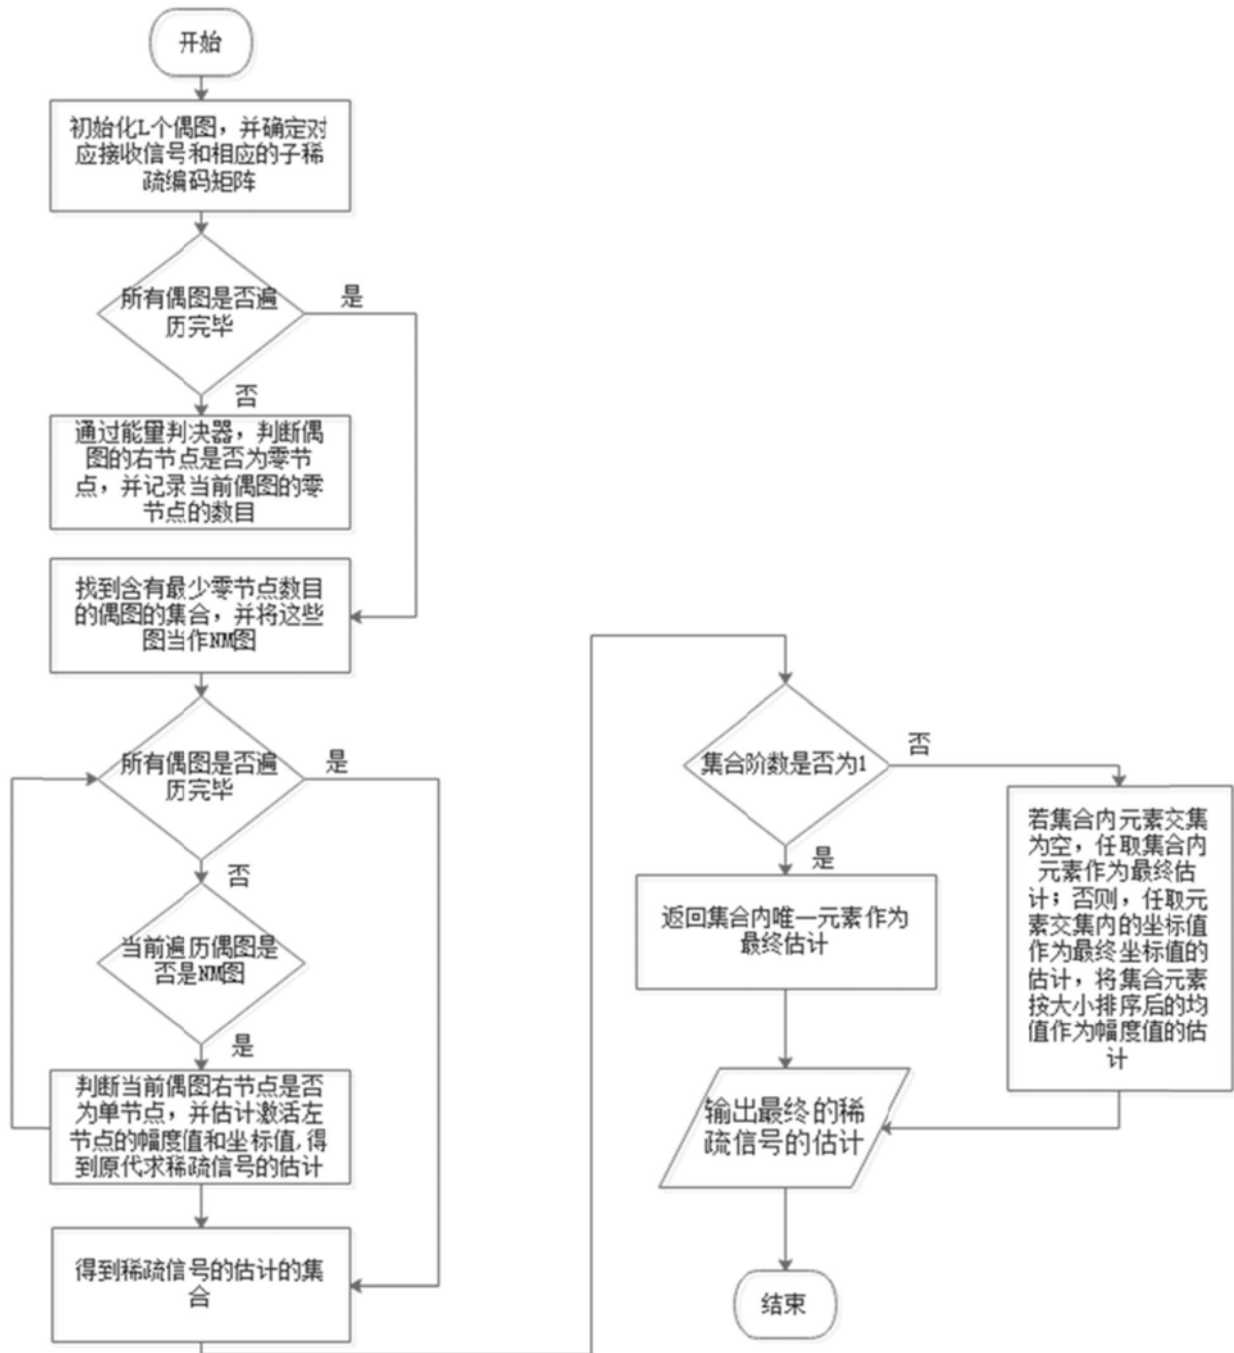 开始
初始化L个偶图，并确定对
应接收信号和相应的子稀
疏编码矩阵
所有偶图是否遍
历完毕
是
否
通过能量判决器，判断偶
图的右节点是否为零节
点，并记录当前偶图的零
节点的数目
找到含有最少零节点数目
的偶图的集合，并将这些
图当作NM图
所有偶图是否遍
历完毕
是
否
当前遍历偶图是
否是NM图
是
判断当前偶图右节点是否
为单节点，并估计激活左
节点的幅度值和坐标值,得
到原代求稀疏信号的估计
得到稀疏信号的估计的集
合
集合阶数是否为1
否
是
返回集合内唯一元素作为
最终估计
若集合内元素交集
为空，任取集合内
元素作为最终估
计；否则，任取元
素交集内的坐标值
作为最终坐标值的
估计，将集合元素
按大小排序后的均
值作为幅度值的估
计
输出最终的稀
疏信号的估计
结束